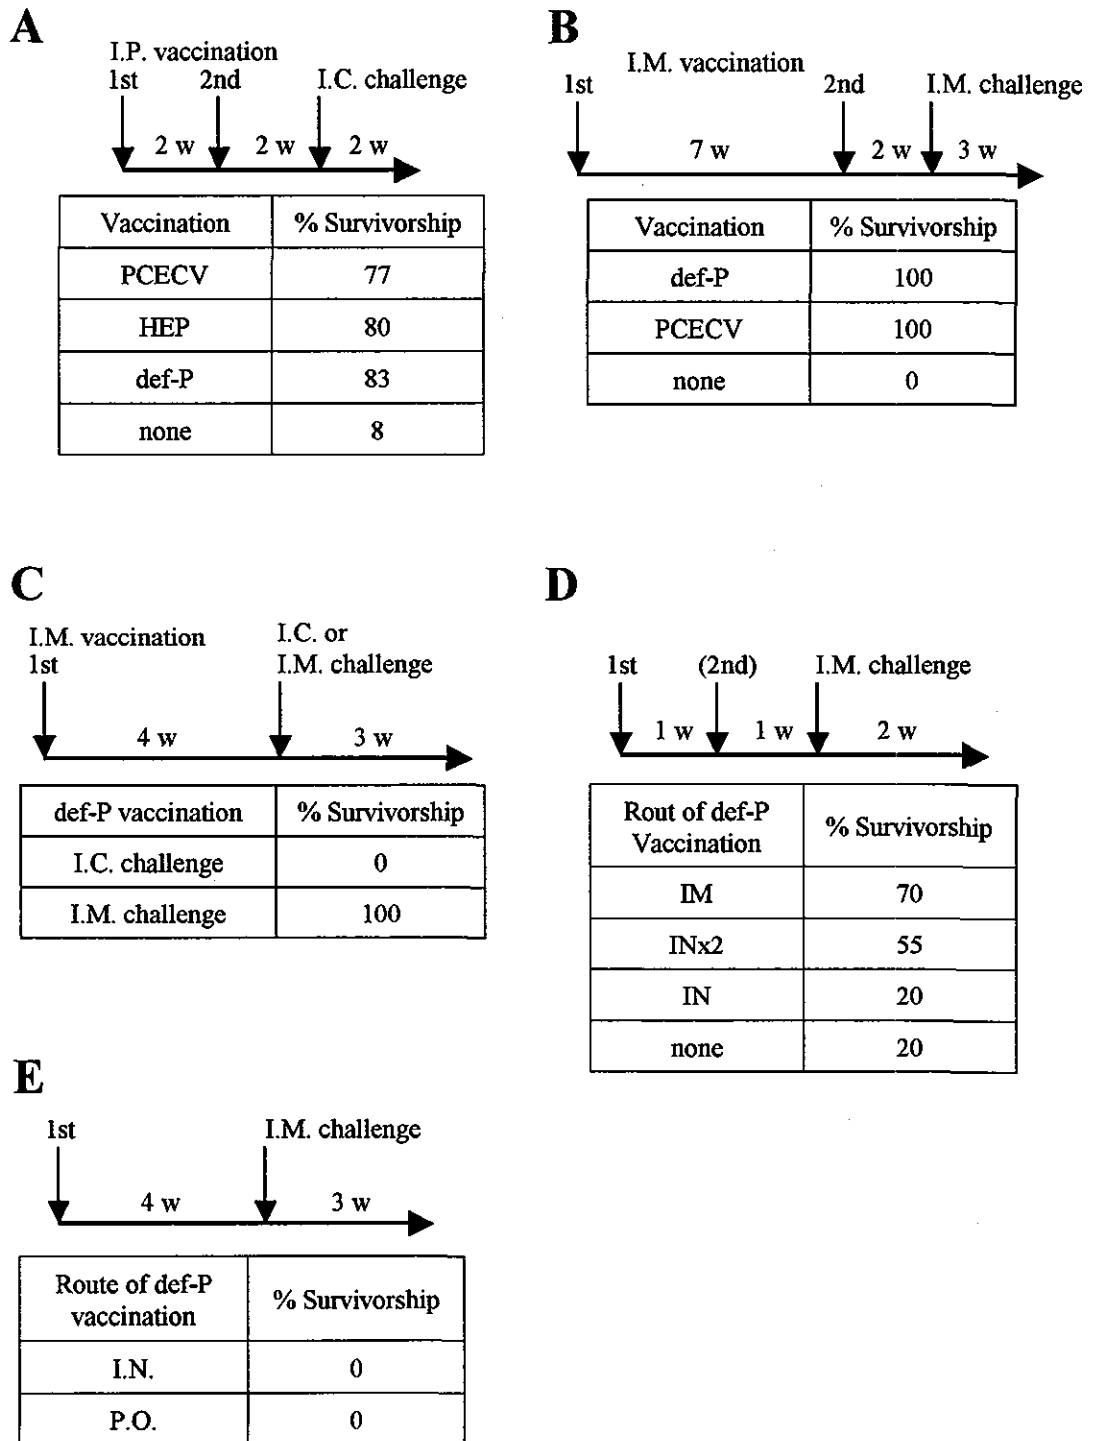 A
I.P. vaccination
1st 2nd I.C. challenge
2 w 2 w 2 w
Vaccination % Survivorship
PCECV 77
HEP 80
def-P 83
none 8
B
I.M. vaccination
1st 2nd I.M. challenge
7 w 2 w 3 w
Vaccination % Survivorship
def-P 100
PCECV 100
none 0
C
I.M. vaccination I.C. or
1st I.M. challenge
4 w 3 w
def-P vaccination % Survivorship
I.C. challenge 0
I.M. challenge 100
D
1st (2nd) I.M. challenge
1 w 1 w 2 w
Rout of def-P
Vaccination % Survivorship
IM 70
INx2 55
IN 20
none 20
E
1st I.M. challenge
4 w 3 w
Route of def-P
vaccination % Survivorship
I.N. 0
P.O. 0